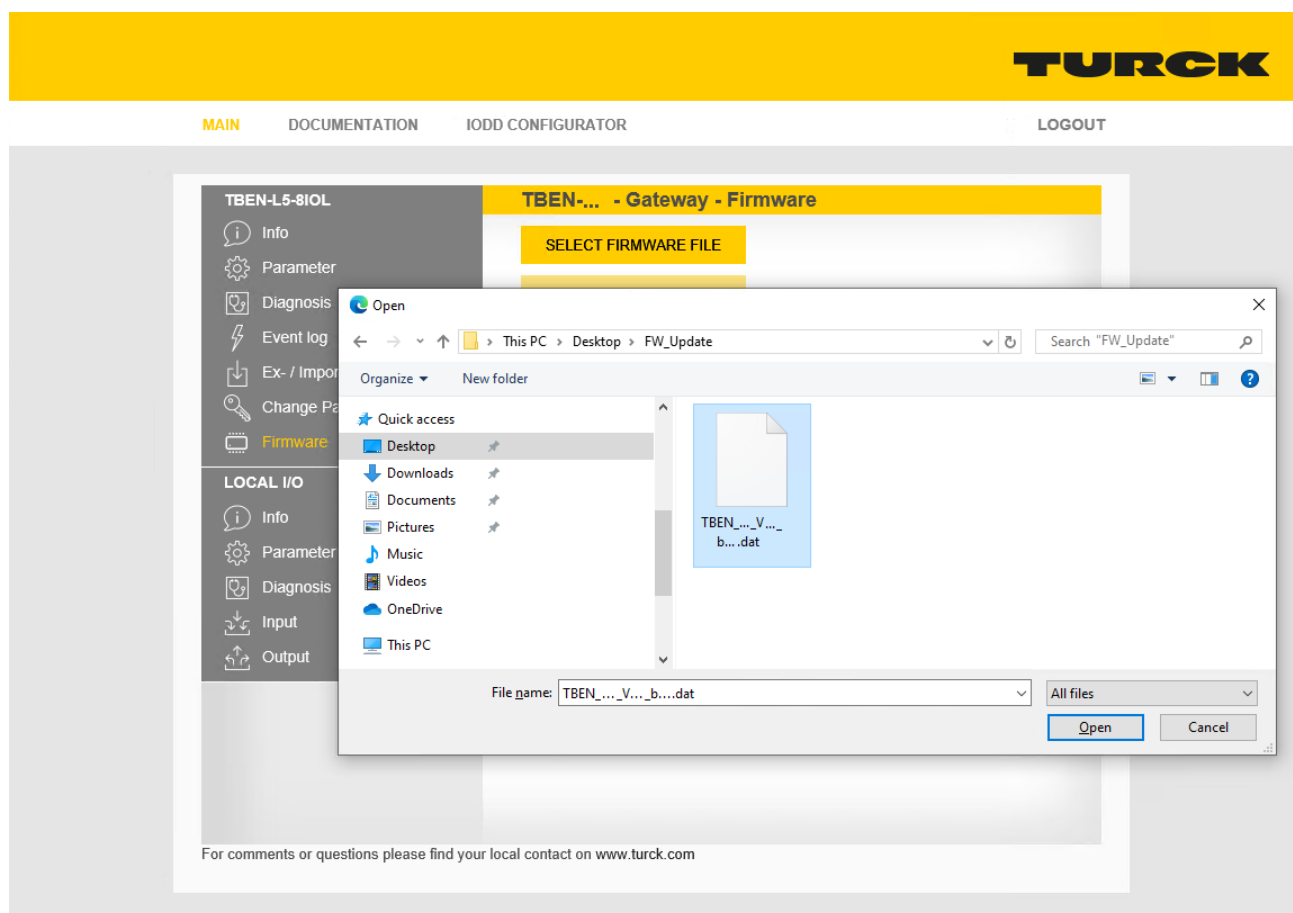 TURCK
MAIN DOCUMENTATION IODD CONFIGURATOR LOGOUT
TBEN-L5-8IOL
Info
Parameter
Diagnosis
Event log
Ex- / Impor
Change Pa
Firmware
LOCAL I/O
Info
Parameter
Diagnosis
Input
Output
TBEN-... - Gateway - Firmware
SELECT FIRMWARE FILE
Open
This PC > Desktop > FW_Update
Search "FW_Update"
Organize New folder
Quick access
Desktop
Downloads
Documents
Pictures
Music
Videos
OneDrive
This PC
TBEN_..._V..._
b....dat
File name: TBEN_..._V..._b....dat
All files
Open Cancel
For comments or questions please find your local contact on www.turck.com